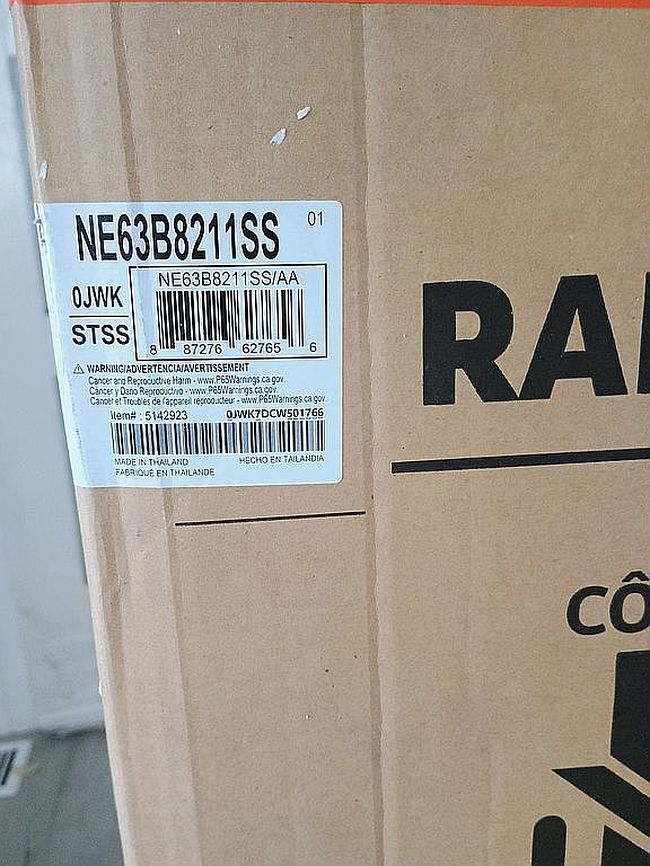 NE63B8211SS 01
0JWK
STSS
NE63B8211SS/AA
8 87276 62765 6
WARNING/ADVERTENCIA/AVERTISSEMENT
Cancer and Reproductive Harm - www.P65Warnings.ca.gov.
Cáncer y Daño Reproductivo - www.P65Warnings.ca.gov.
Cancer et Troubles de l'appareil reproducteur - www.P65Warnings.ca.gov.
Item# : 5142923 0JWK7DCW501766
MADE IN THAILAND HECHO EN TAILANDIA
FABRIQUÉ EN THAÏLANDE
RA
CÔ